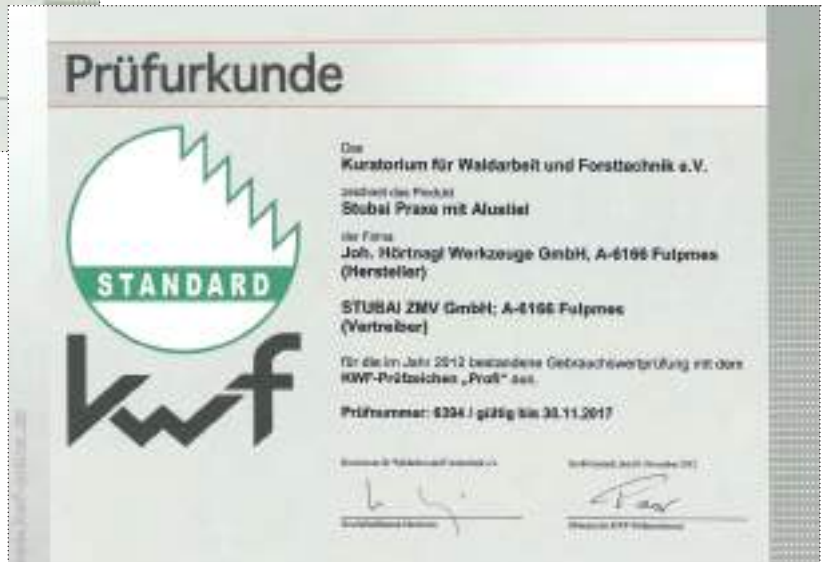 Prüfurkunde
STANDARD
kwf
Das
Kuratorium für Waldarbeit und Forsttechnik e.V.
zeichnet das Produkt
Stubai Praxe mit Alustiel
der Firma
Joh. Hörtnagl Werkzeuge GmbH, A-6166 Fulpmes
(Hersteller)
STUBAI ZMV GmbH; A-6166 Fulpmes
(Vertreiber)
für die im Jahr 2012 bestandene Gebrauchswertprüfung mit dem
KWF-Prüfzeichen „Profi" aus.
Prüfnummer: 6394 / gültig bis 30.11.2017